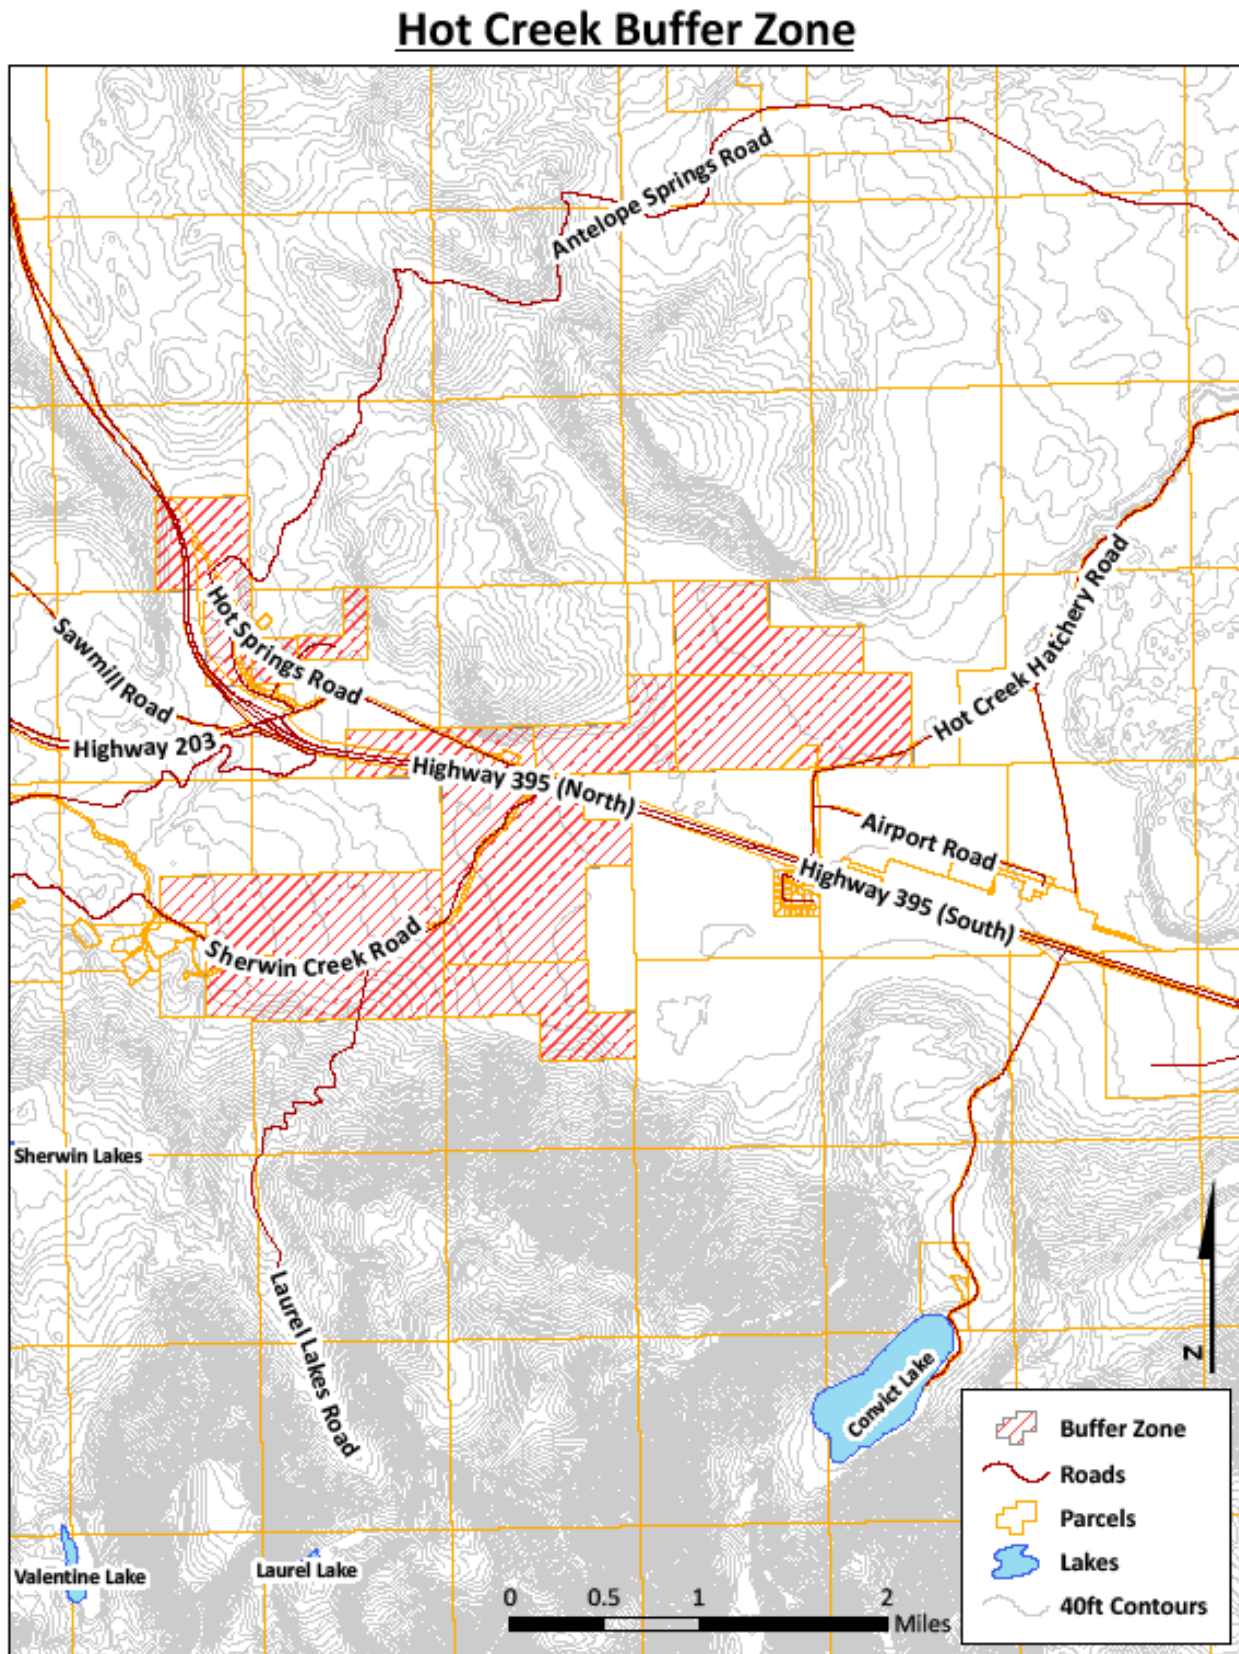 Hot Creek Buffer Zone
Antelope Springs Road
Hot Creek Hatchery Road
Hot Springs Road
Sawmill Road
Highway 203
Highway 395 (North)
Airport Road
Highway 395 (South)
Sherwin Creek Road
Sherwin Lakes
Laurel Lakes Road
Convict Lake
Valentine Lake
Laurel Lake
N
Buffer Zone
Roads
Parcels
Lakes
40ft Contours
0 0.5 1 2
Miles